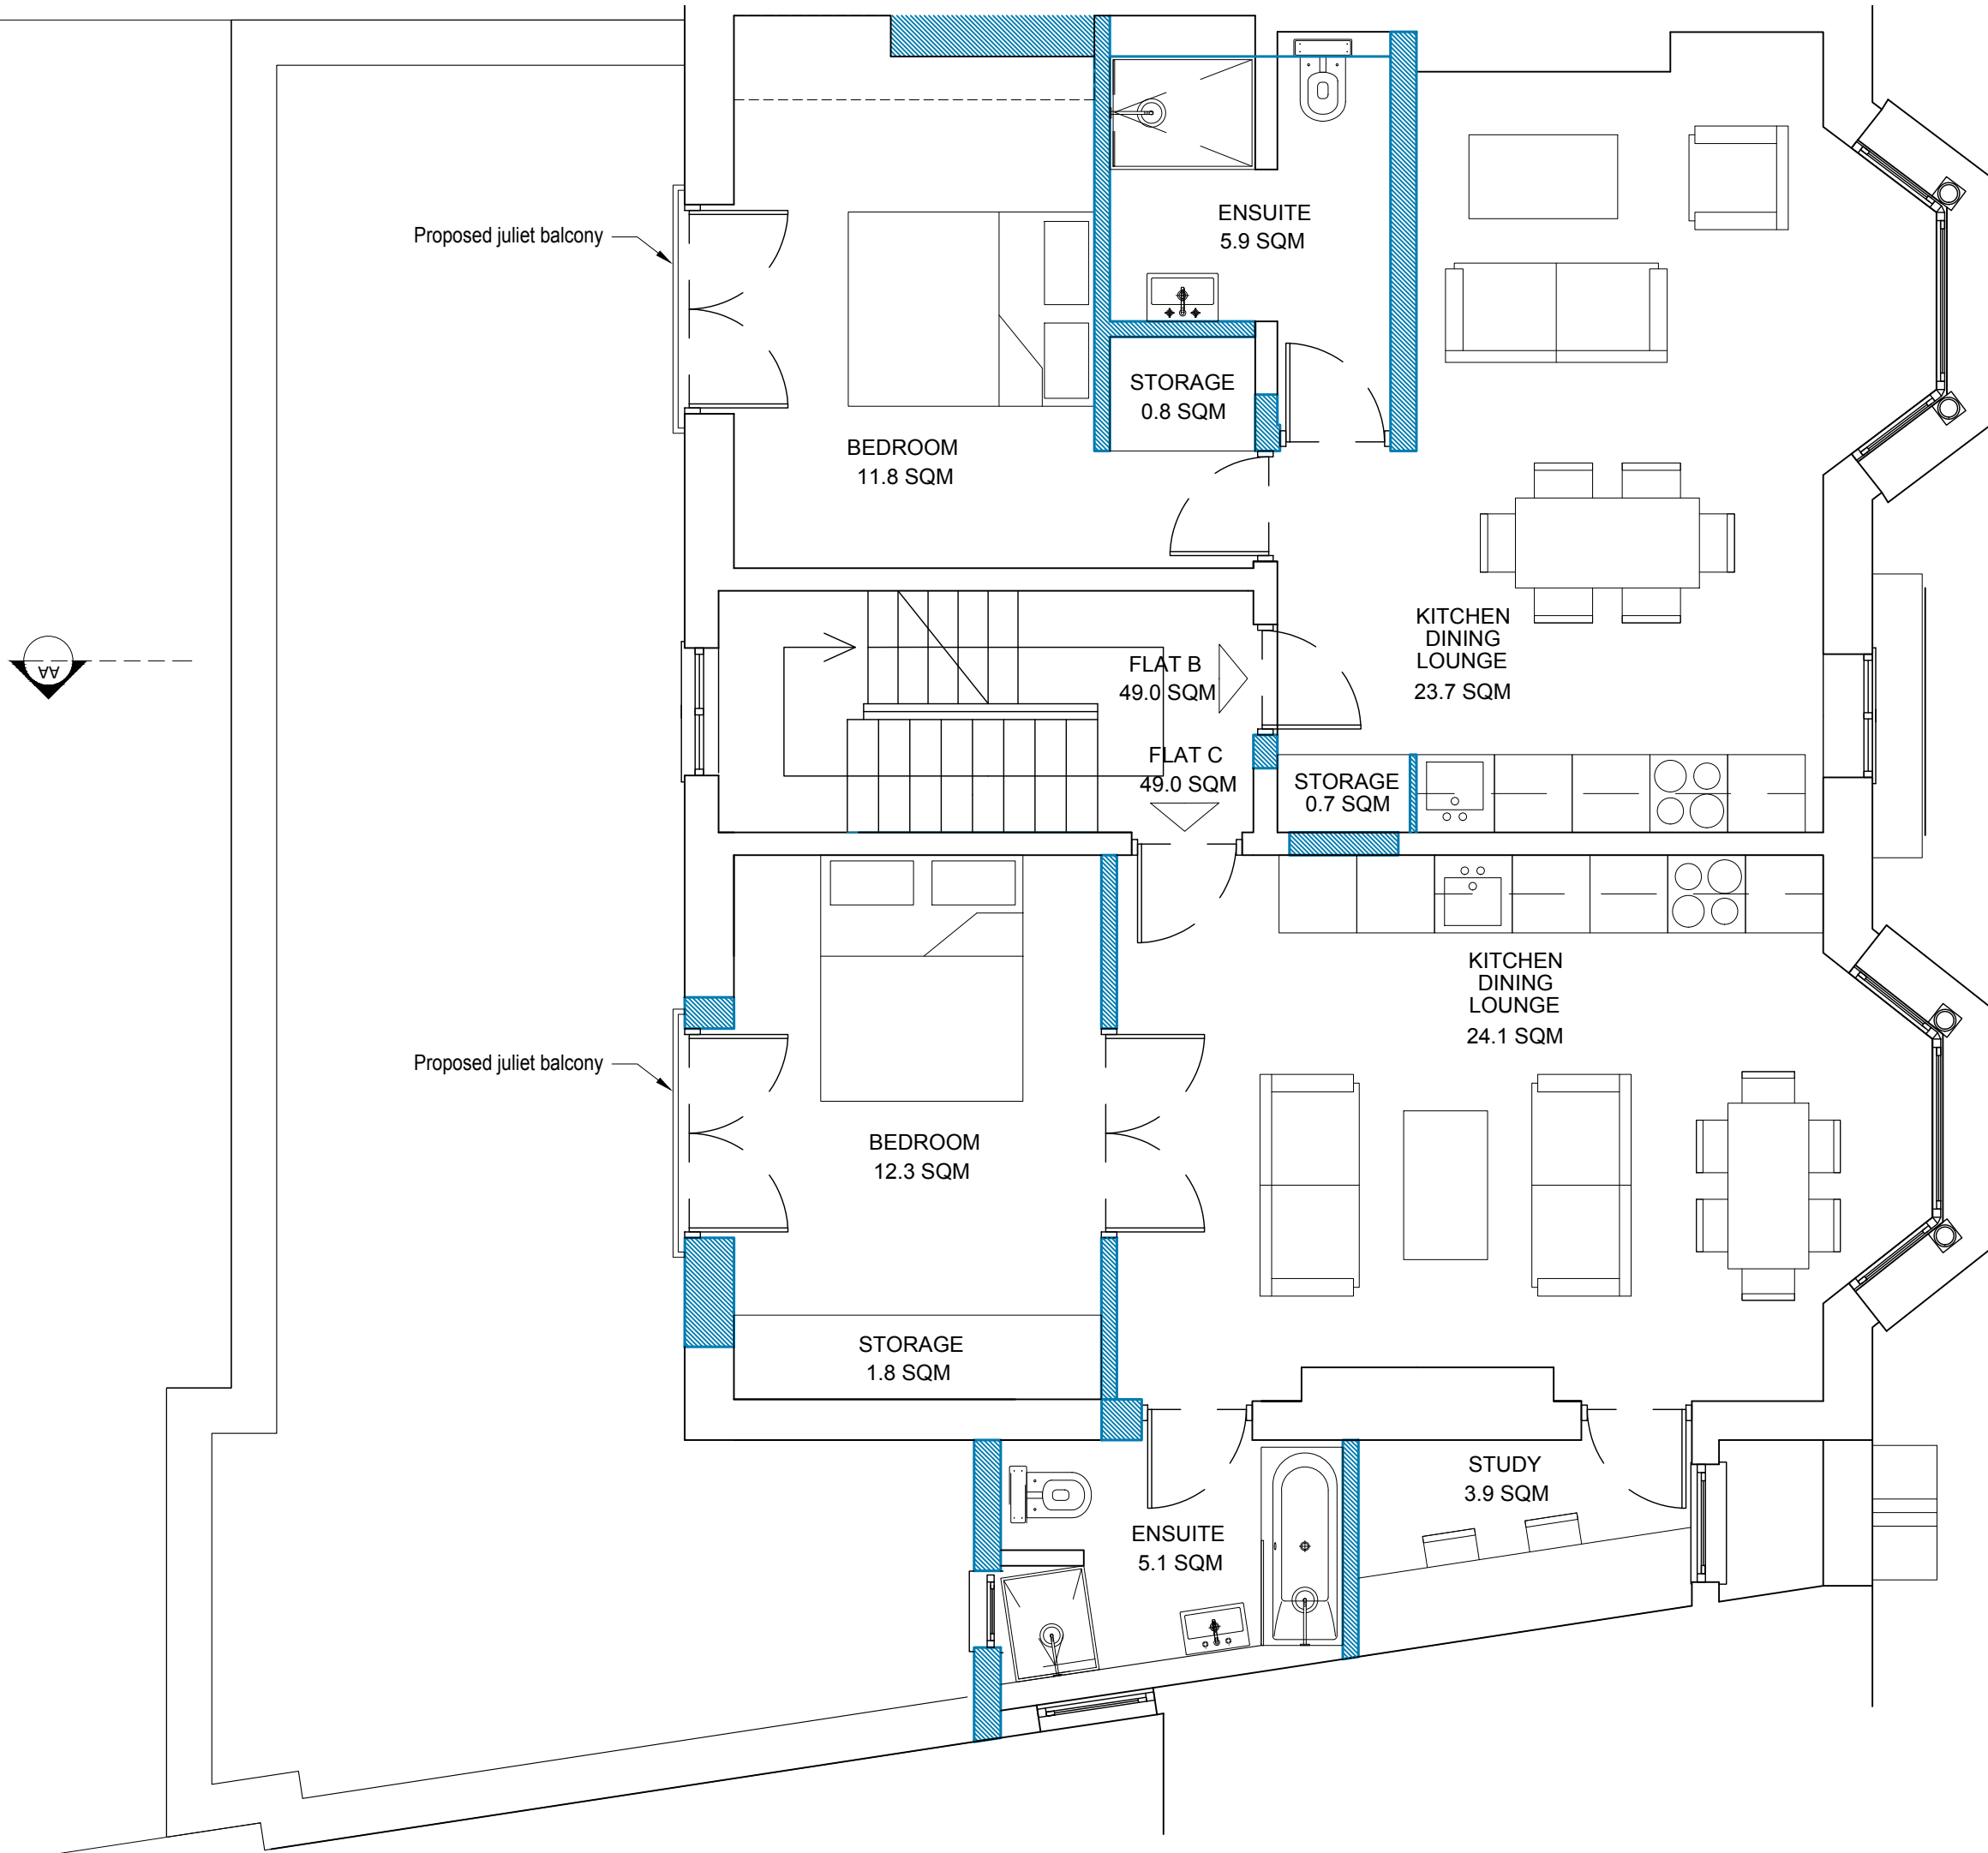 Proposed juliet balcony
ENSUITE
5.9 SQM
STORAGE
0.8 SQM
BEDROOM
11.8 SQM
KITCHEN
DINING
LOUNGE
23.7 SQM
FLAT B
49.0 SQM
AA
FLAT C
49.0 SQM
STORAGE
0.7 SQM
KITCHEN
DINING
LOUNGE
24.1 SQM
Proposed juliet balcony
BEDROOM
12.3 SQM
STORAGE
1.8 SQM
STUDY
3.9 SQM
ENSUITE
5.1 SQM